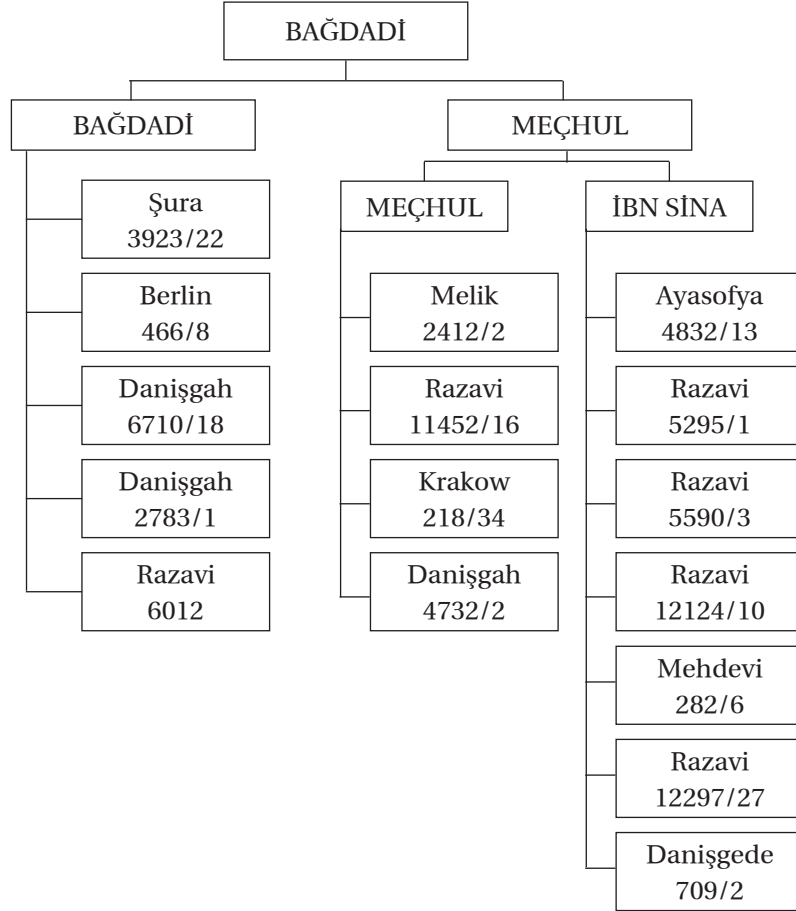 BAĞDADİ
BAĞDADİ
MEÇHUL
MEÇHUL
İBN SİNA
Şura
3923/22
Berlin
466/8
Danişgah
6710/18
Danişgah
2783/1
Razavi
6012
Melik
2412/2
Razavi
11452/16
Krakow
218/34
Danişgah
4732/2
Ayasofya
4832/13
Razavi
5295/1
Razavi
5590/3
Razavi
12124/10
Mehdevi
282/6
Razavi
12297/27
Danişgede
709/2